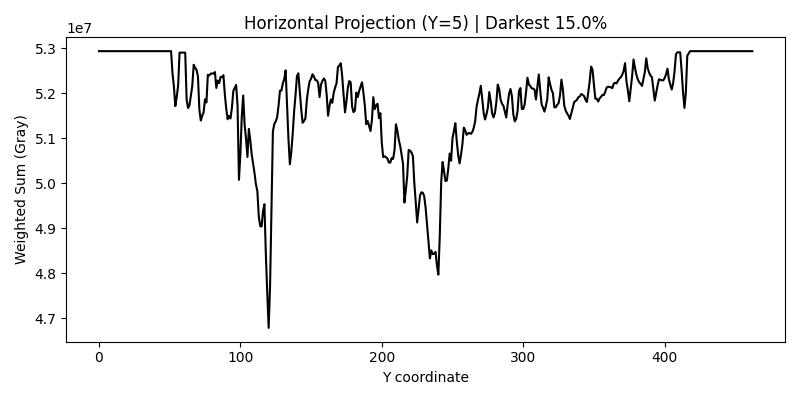 Horizontal Projection (Y=5) | Darkest 15.0%
1e7
5.3
5.2
5.1
5.0
4.9
4.8
4.7
Weighted Sum (Gray)
0 100 200 300 400
Y coordinate